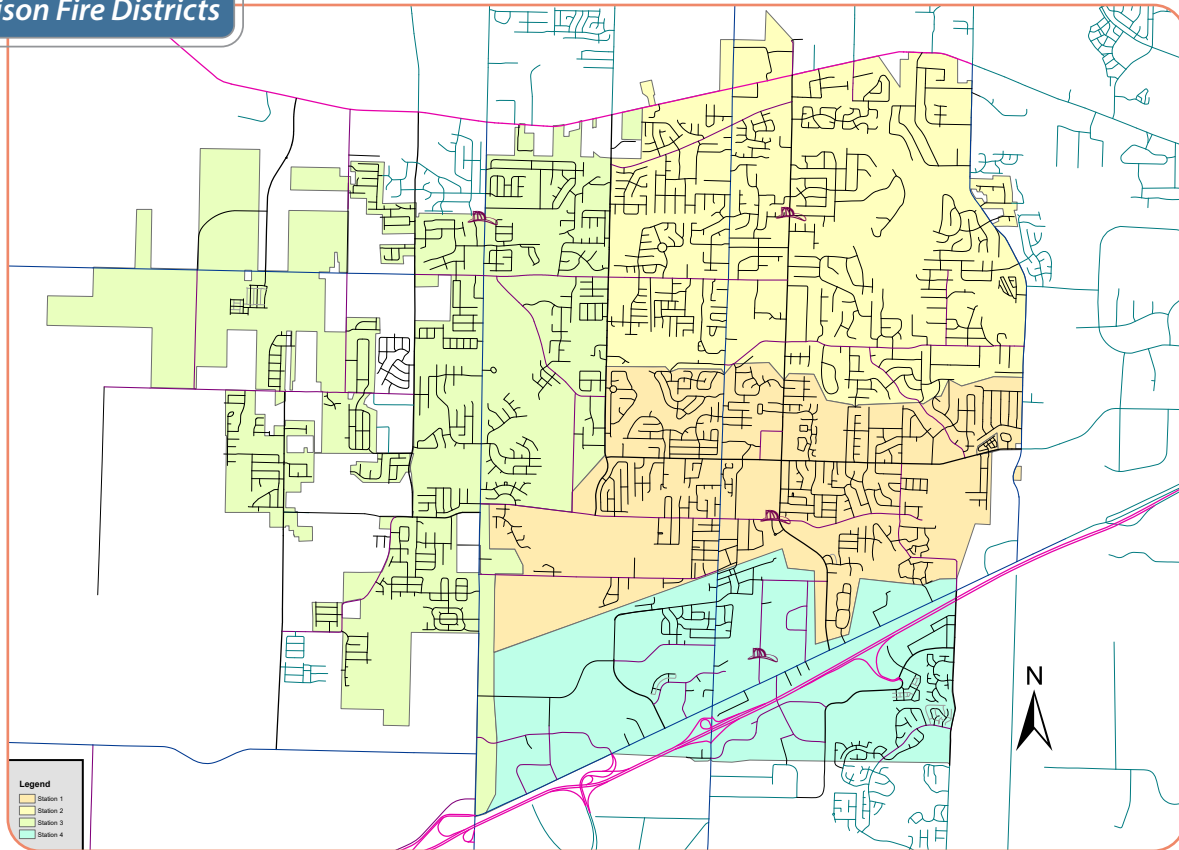 ison Fire Districts
N
Legend
Station 1
Station 2
Station 3
Station 4